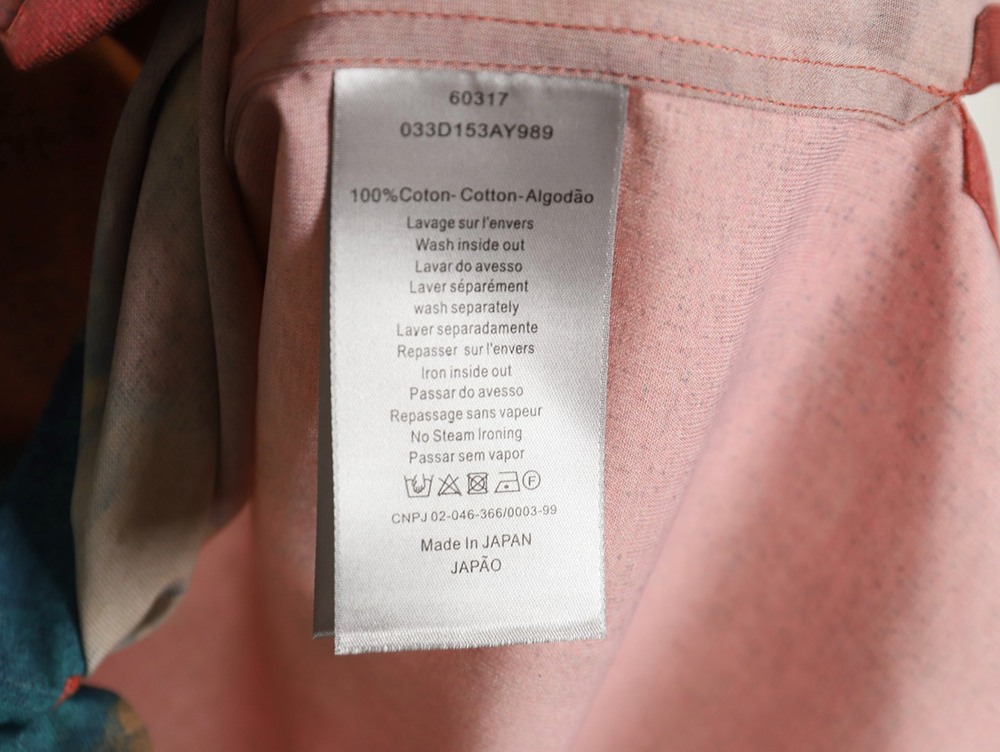 60317
033D153AY989
100%Coton-Cotton-Algodão
Lavage sur l'envers
Wash inside out
Lavar do avesso
Laver séparément
wash separately
Laver separadamente
Repasser sur l'envers
Iron inside out
Passar do avesso
Repassage sans vapeur
No Steam Ironing
Passar sem vapor
F
CNPJ 02-046-366/0003-99
Made In JAPAN
JAPÃO